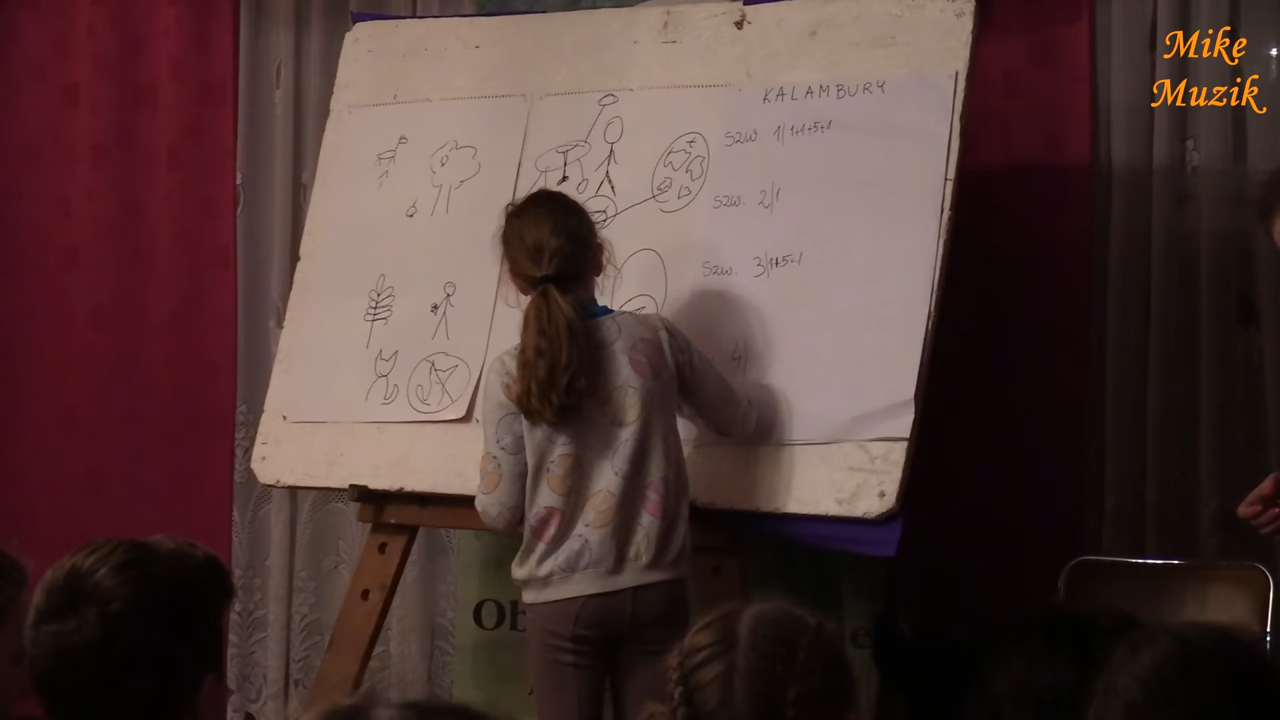 Mike
Muzik
KALAMBURY
SZW. 1/1+1+5+1
SZW. 2/1
SZW. 3/1+5+1
4/
Ob